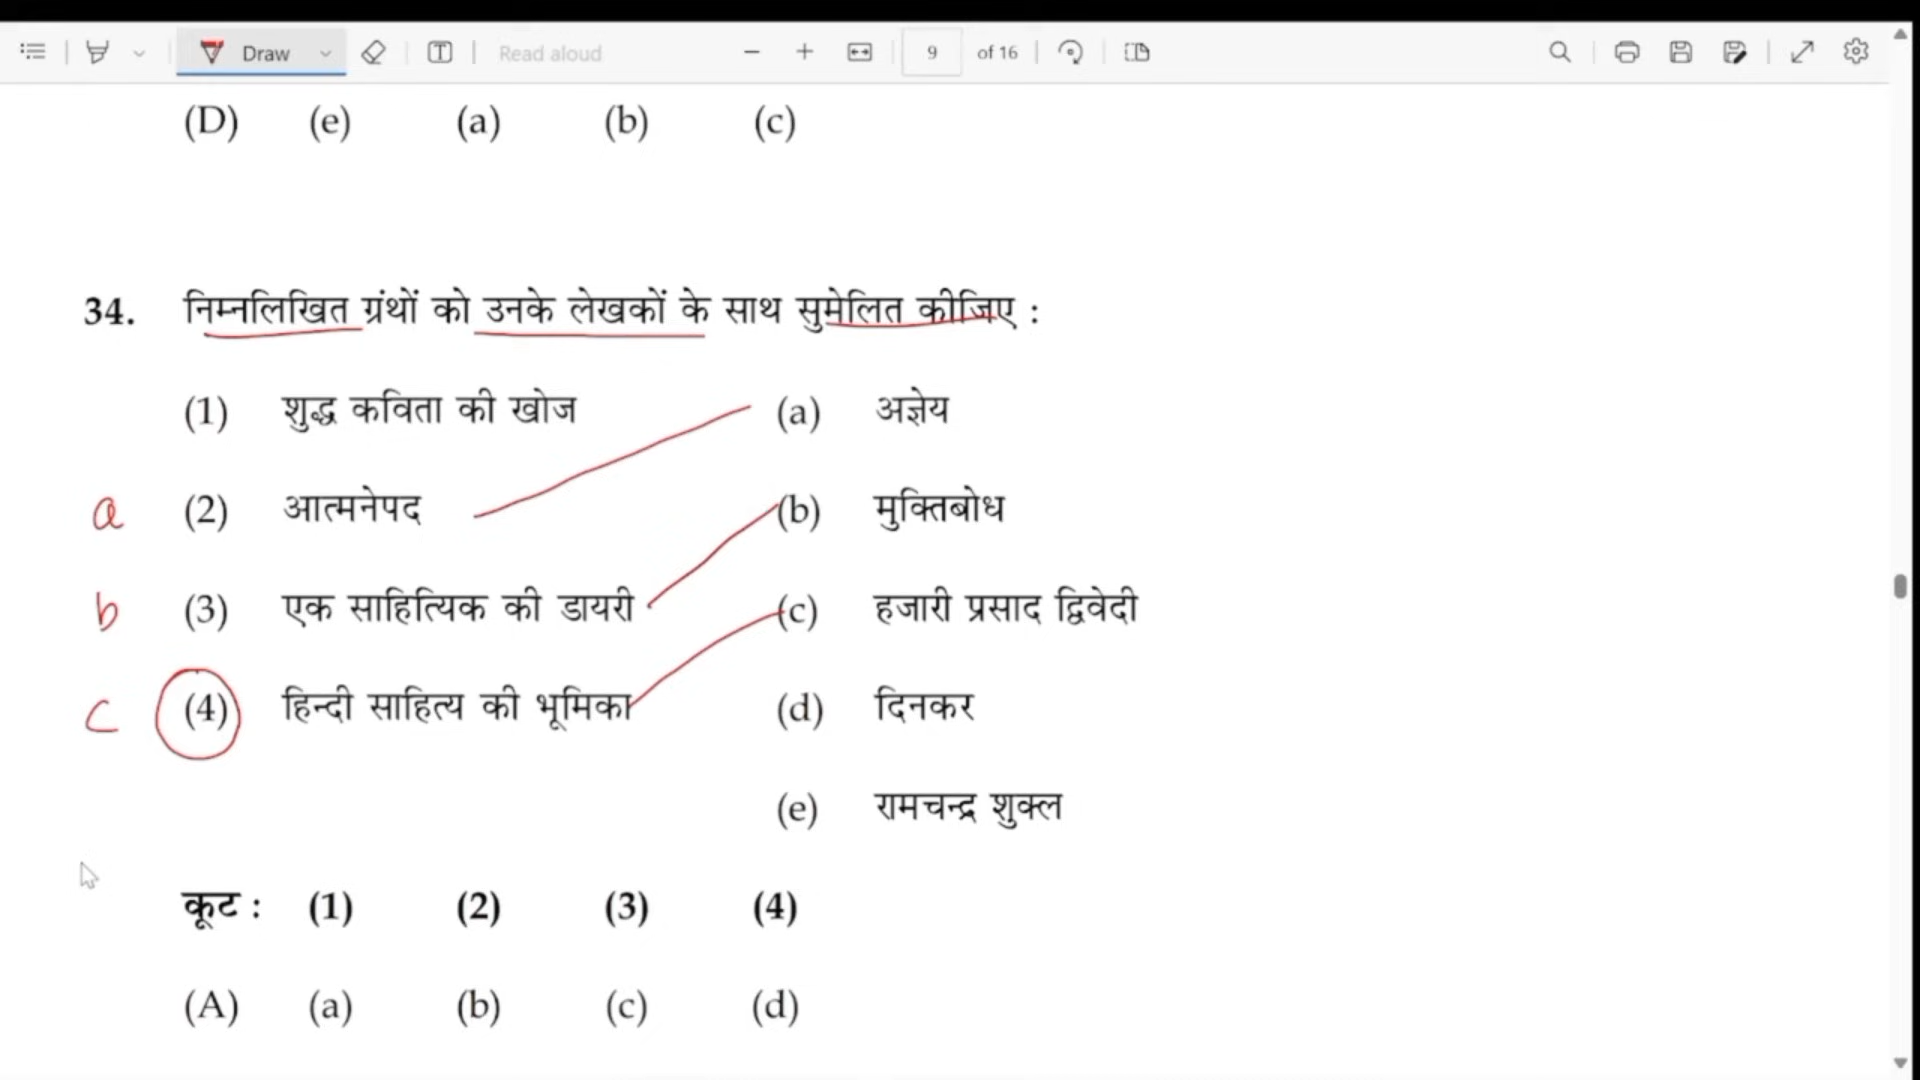 Draw Read aloud 9 of 16
(D) (e) (a) (b) (c)
34. निम्नलिखित ग्रंथों को उनके लेखकों के साथ सुमेलित कीजिए :
(1) शुद्ध कविता की खोज (a) अज्ञेय
a (2) आत्मनेपद (b) मुक्तिबोध
b (3) एक साहित्यिक की डायरी (c) हजारी प्रसाद द्विवेदी
c (4) हिन्दी साहित्य की भूमिका (d) दिनकर
(e) रामचन्द्र शुक्ल
कूट : (1) (2) (3) (4)
(A) (a) (b) (c) (d)